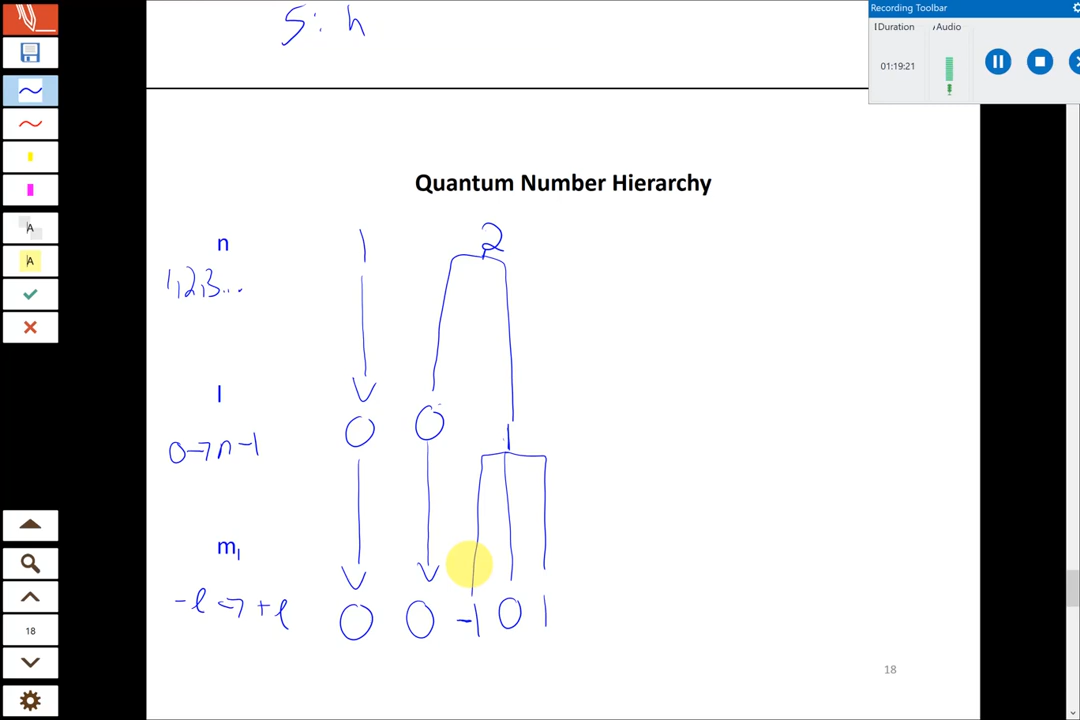 Recording Toolbar
Duration
Audio
01:19:21
5: h
Quantum Number Hierarchy
n 1 2
1,2,3...
l 0 0 1
0→n-1
m l
-l ↔ +l 0 0 -1 0 1
A
A
18
18